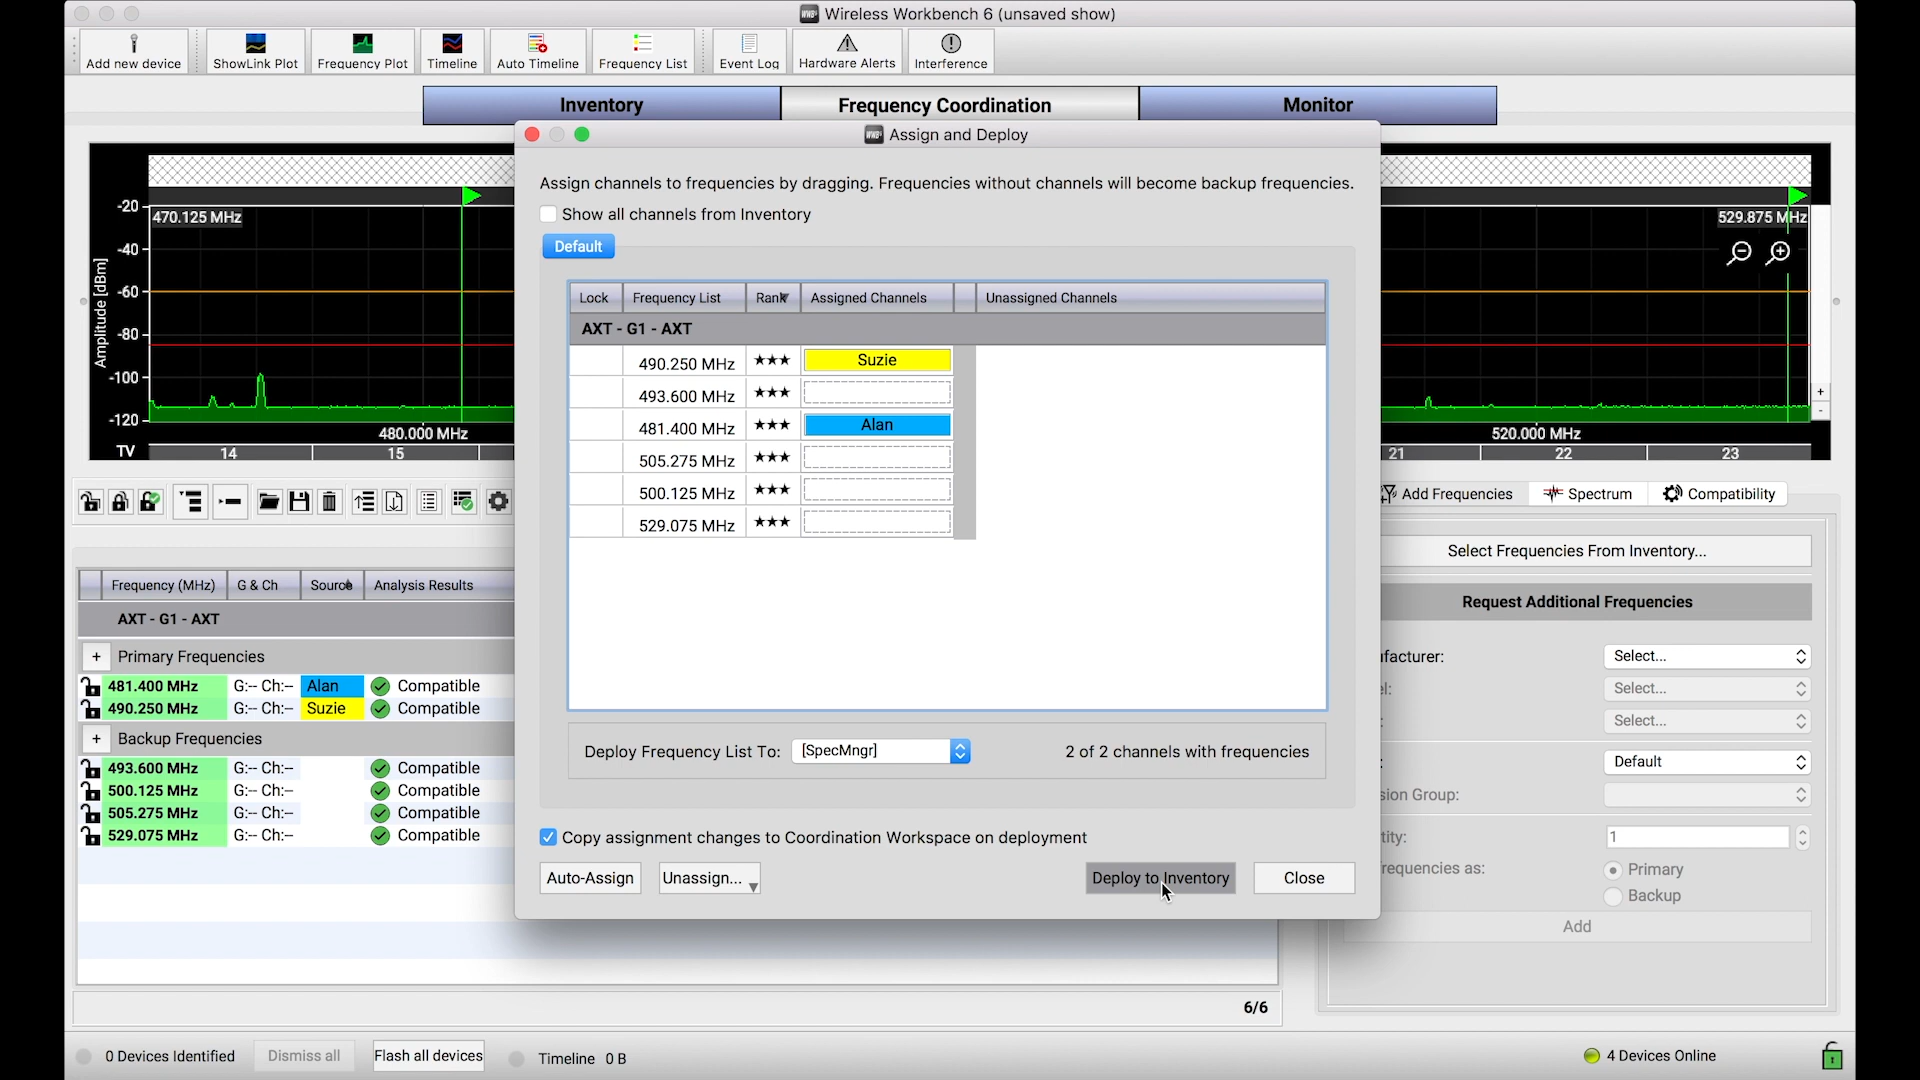 Wireless Workbench 6 (unsaved show)
Add new device
ShowLink Plot
Frequency Plot
Timeline
Auto Timeline
Frequency List
Event Log
Hardware Alerts
Interference
Inventory
Frequency Coordination
Monitor
Assign and Deploy
Assign channels to frequencies by dragging. Frequencies without channels will become backup frequencies.
Show all channels from Inventory
Default
Lock Frequency List Rank Assigned Channels Unassigned Channels
AXT - G1 - AXT
490.250 MHz ★★★ Suzie
493.600 MHz ★★★
481.400 MHz ★★★ Alan
505.275 MHz ★★★
500.125 MHz ★★★
529.075 MHz ★★★
Deploy Frequency List To: [SpecMngr] 2 of 2 channels with frequencies
Copy assignment changes to Coordination Workspace on deployment
Auto-Assign Unassign... Deploy to Inventory Close
Amplitude [dBm]
-20
-40
-60
-80
-100
-120
470.125 MHz
529.875 MHz
480.000 MHz
520.000 MHz
TV 14 15 21 22 23
+
-
Frequency (MHz) G & Ch Source Analysis Results
AXT - G1 - AXT
+ Primary Frequencies
481.400 MHz G:-- Ch:-- Alan Compatible
490.250 MHz G:-- Ch:-- Suzie Compatible
+ Backup Frequencies
493.600 MHz G:-- Ch:-- Compatible
500.125 MHz G:-- Ch:-- Compatible
505.275 MHz G:-- Ch:-- Compatible
529.075 MHz G:-- Ch:-- Compatible
6/6
Add Frequencies Spectrum Compatibility
Select Frequencies From Inventory...
Request Additional Frequencies
ifacturer: Select...
el: Select...
: Select...
: Default
sion Group:
tity: 1
requencies as: Primary
Backup
Add
0 Devices Identified Dismiss all Flash all devices Timeline 0 B 4 Devices Online